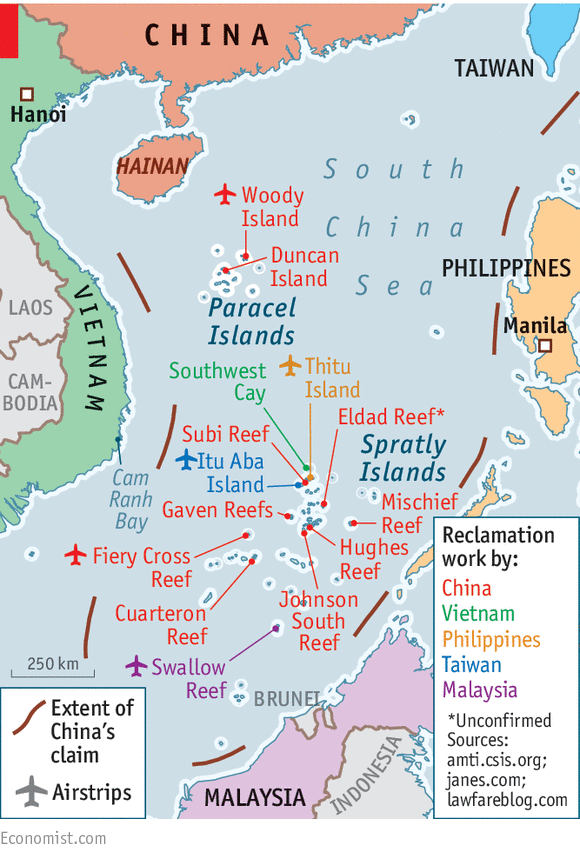 CHINA
TAIWAN
Hanoi
HAINAN
South
China
Sea
Woody
Island
Duncan
Island
PHILIPPINES
Manila
LAOS
VIETNAM
CAM-
BODIA
Paracel
Islands
Southwest
Cay
Thitu
Island
Eldad Reef*
Subi Reef
Spratly
Islands
Itu Aba
Island
Cam
Ranh
Bay
Gaven Reefs
Mischief
Reef
Fiery Cross
Reef
Hughes
Reef
Cuarteron
Reef
Johnson
South
Reef
Swallow
Reef
250 km
BRUNEI
MALAYSIA
INDONESIA
Extent of
China's
claim
Airstrips
Reclamation
work by:
China
Vietnam
Philippines
Taiwan
Malaysia
*Unconfirmed
Sources:
amti.csis.org;
janes.com;
lawfareblog.com
Economist.com